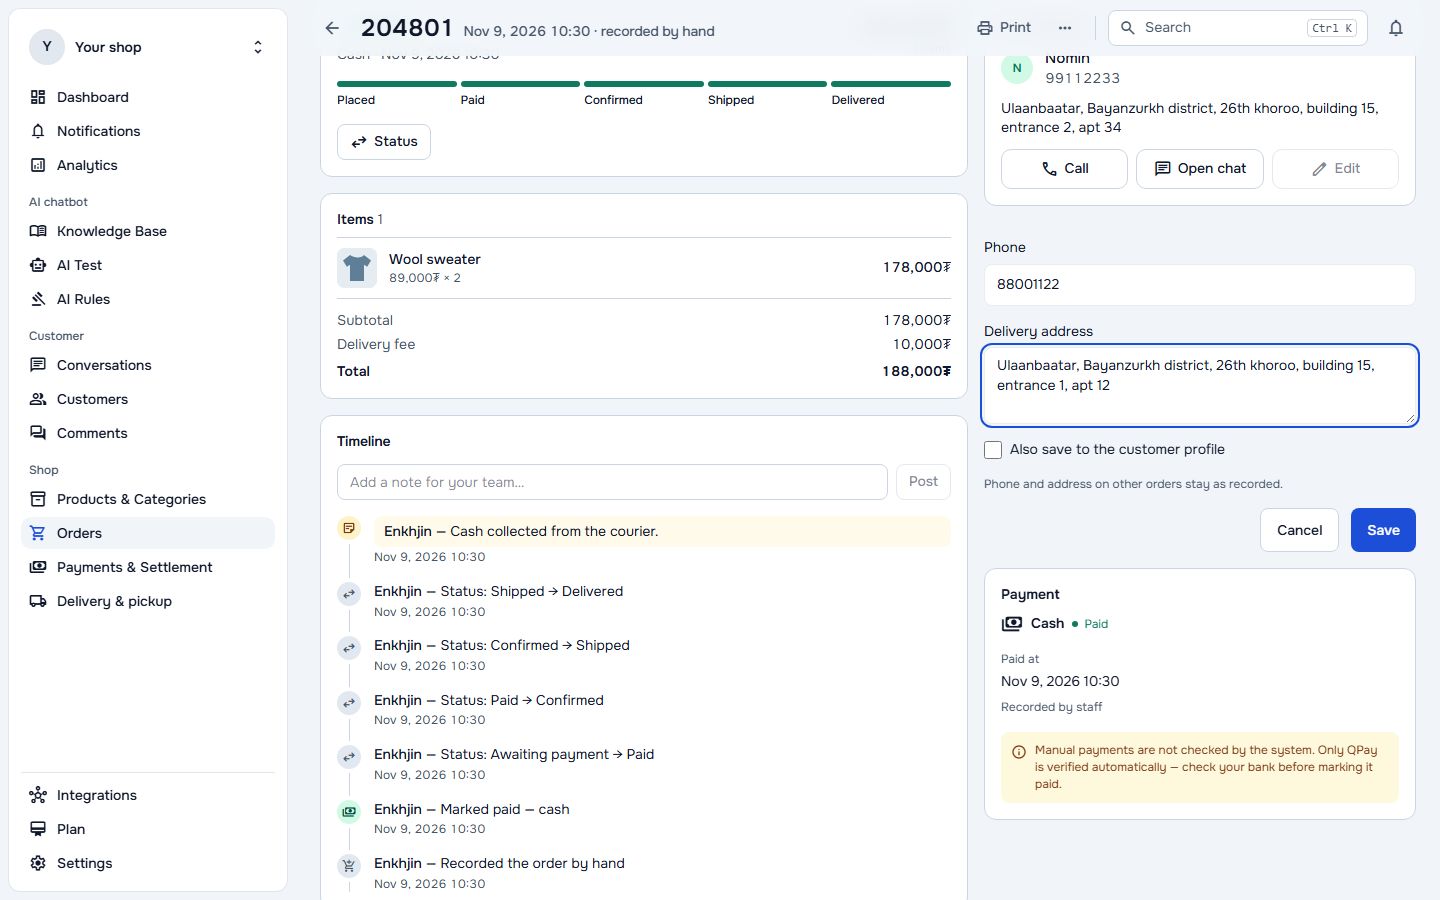 Y
Your shop
Dashboard
Notifications
Analytics
AI chatbot
Knowledge Base
AI Test
AI Rules
Customer
Conversations
Customers
Comments
Shop
Products & Categories
Orders
Payments & Settlement
Delivery & pickup
Integrations
Plan
Settings
204801 Nov 9, 2026 10:30 · recorded by hand
Print
Search
Ctrl K
Cash · Nov 9, 2026 10:30
Placed
Paid
Confirmed
Shipped
Delivered
Status
Items 1
Wool sweater
89,000₮ × 2
178,000₮
Subtotal 178,000₮
Delivery fee 10,000₮
Total 188,000₮
Timeline
Add a note for your team...
Post
Enkhjin — Cash collected from the courier.
Nov 9, 2026 10:30
Enkhjin — Status: Shipped → Delivered
Nov 9, 2026 10:30
Enkhjin — Status: Confirmed → Shipped
Nov 9, 2026 10:30
Enkhjin — Status: Paid → Confirmed
Nov 9, 2026 10:30
Enkhjin — Status: Awaiting payment → Paid
Nov 9, 2026 10:30
Enkhjin — Marked paid — cash
Nov 9, 2026 10:30
Enkhjin — Recorded the order by hand
Nov 9, 2026 10:30
N
Nomin
99112233
Ulaanbaatar, Bayanzurkh district, 26th khoroo, building 15,
entrance 2, apt 34
Call
Open chat
Edit
Phone
88001122
Delivery address
Ulaanbaatar, Bayanzurkh district, 26th khoroo, building 15,
entrance 1, apt 12
Also save to the customer profile
Phone and address on other orders stay as recorded.
Cancel
Save
Payment
Cash
Paid
Paid at
Nov 9, 2026 10:30
Recorded by staff
Manual payments are not checked by the system. Only QPay
is verified automatically — check your bank before marking it
paid.